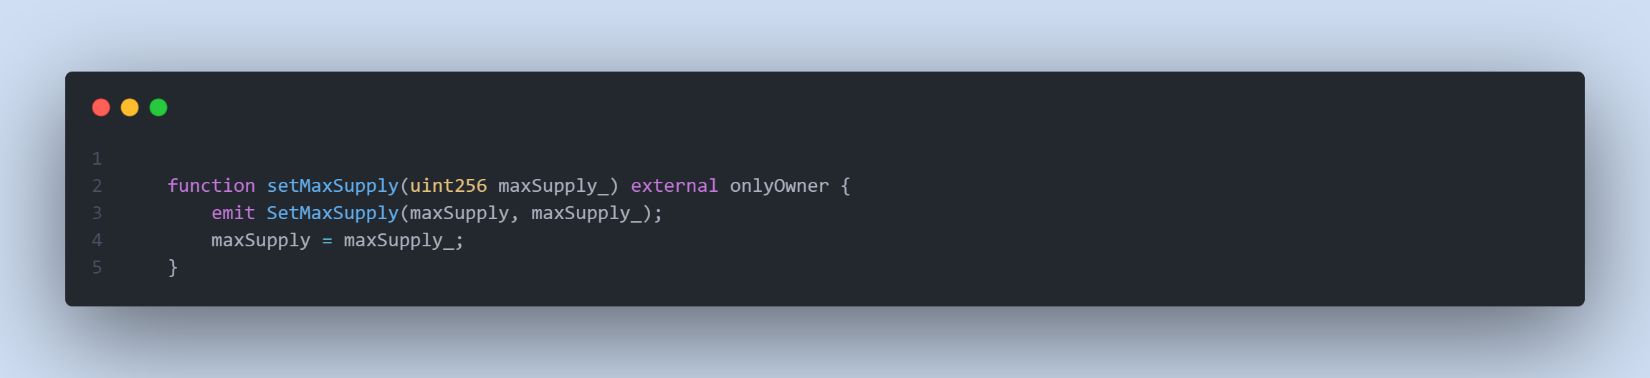 1
2 function setMaxSupply(uint256 maxSupply_) external onlyOwner {
3 emit SetMaxSupply(maxSupply, maxSupply_);
4 maxSupply = maxSupply_;
5 }